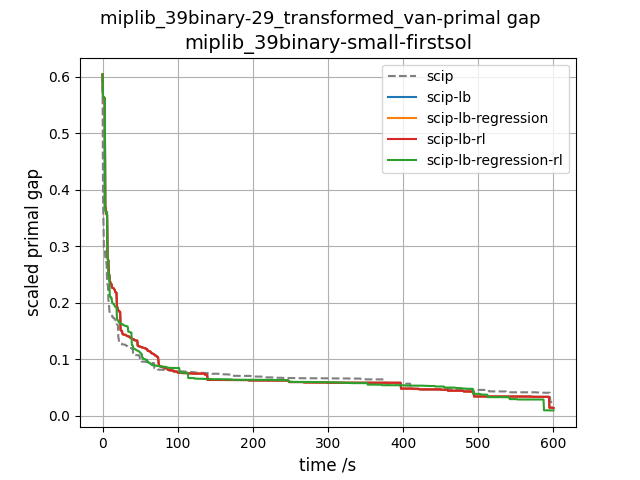 miplib_39binary-29_transformed_van-primal gap
miplib_39binary-small-firstsol
scip
scip-lb
scip-lb-regression
scip-lb-rl
scip-lb-regression-rl
scaled primal gap
0.6
0.5
0.4
0.3
0.2
0.1
0.0
0 100 200 300 400 500 600
time /s